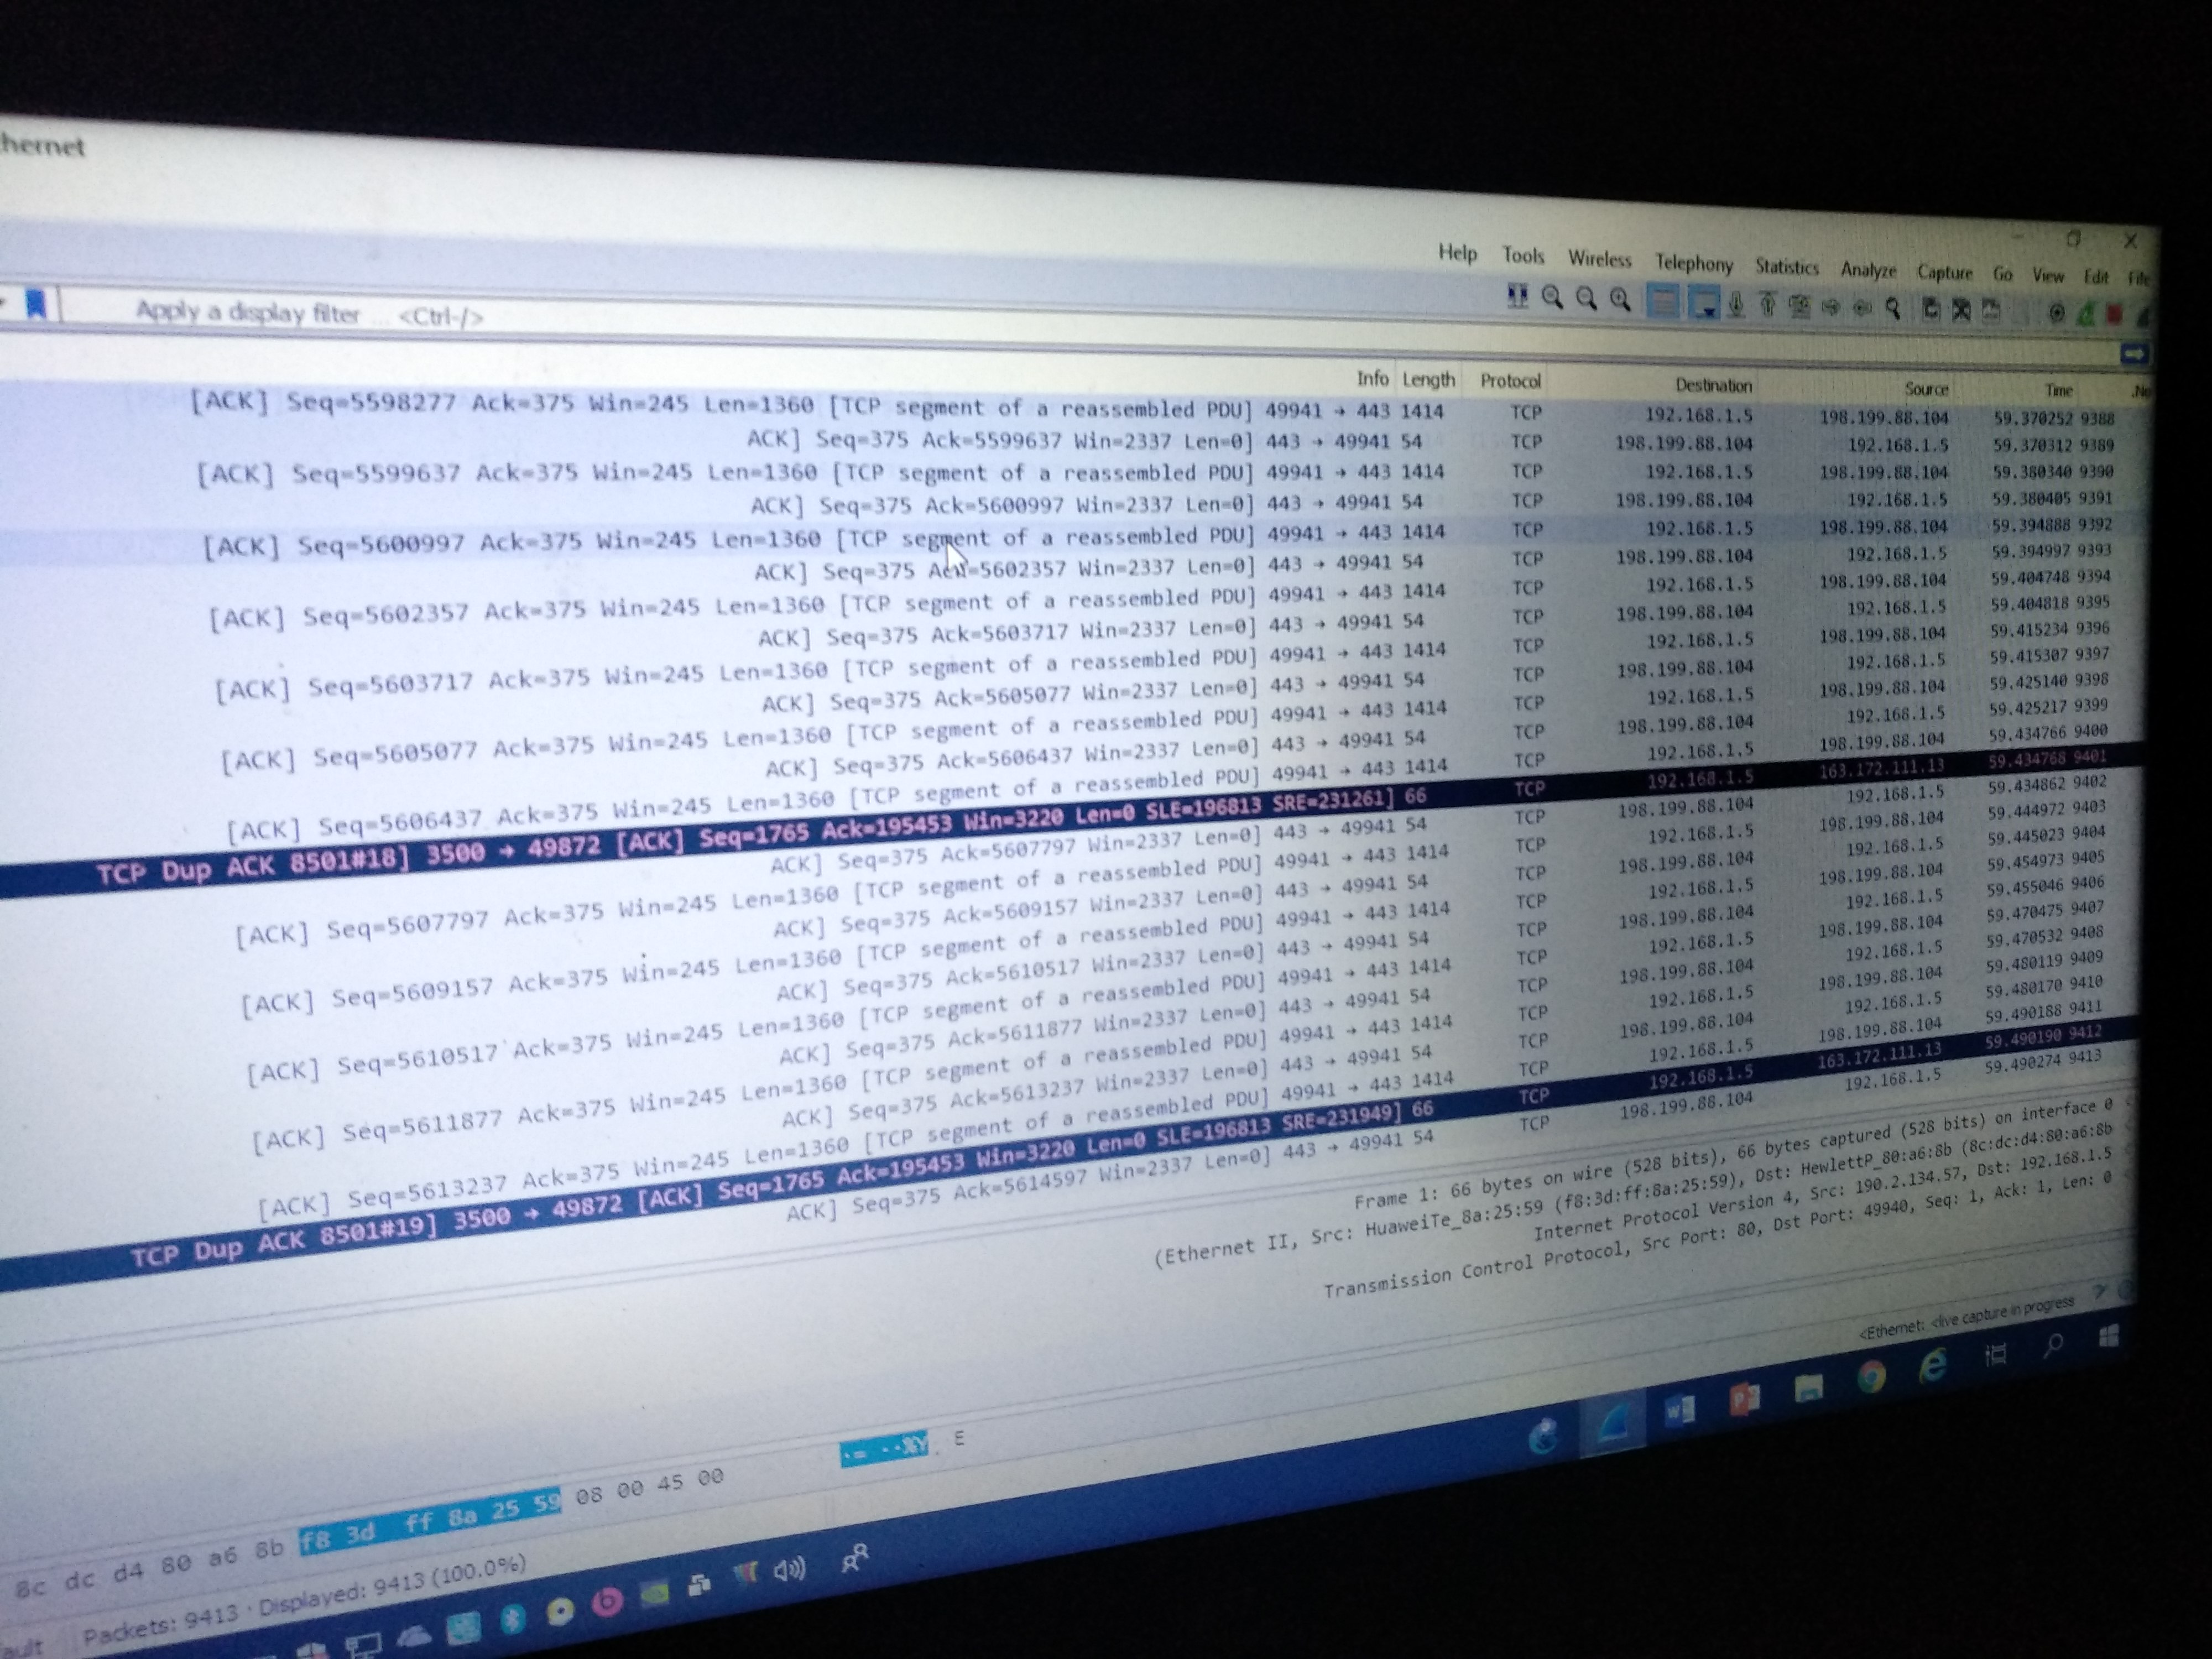 hernet
Help Tools Wireless Telephony Statistics Analyze Capture Go View Edit File
Apply a display filter ... <Ctrl-/>
Info Length Protocol Destination Source Time .No
[ACK] Seq=5598277 Ack=375 Win=245 Len=1360 [TCP segment of a reassembled PDU] 49941 → 443 1414 TCP 192.168.1.5 198.199.88.104 59.370252 9388
ACK] Seq=375 Ack=5599637 Win=2337 Len=0] 443 → 49941 54 TCP 198.199.88.104 192.168.1.5 59.370312 9389
[ACK] Seq=5599637 Ack=375 Win=245 Len=1360 [TCP segment of a reassembled PDU] 49941 → 443 1414 TCP 192.168.1.5 198.199.88.104 59.380340 9390
ACK] Seq=375 Ack=5600997 Win=2337 Len=0] 443 → 49941 54 TCP 198.199.88.104 192.168.1.5 59.380405 9391
[ACK] Seq=5600997 Ack=375 Win=245 Len=1360 [TCP segment of a reassembled PDU] 49941 → 443 1414 TCP 192.168.1.5 198.199.88.104 59.394888 9392
ACK] Seq=375 Ack=5602357 Win=2337 Len=0] 443 → 49941 54 TCP 198.199.88.104 192.168.1.5 59.394997 9393
[ACK] Seq=5602357 Ack=375 Win=245 Len=1360 [TCP segment of a reassembled PDU] 49941 → 443 1414 TCP 192.168.1.5 198.199.88.104 59.404748 9394
ACK] Seq=375 Ack=5603717 Win=2337 Len=0] 443 → 49941 54 TCP 198.199.88.104 192.168.1.5 59.404818 9395
[ACK] Seq=5603717 Ack=375 Win=245 Len=1360 [TCP segment of a reassembled PDU] 49941 → 443 1414 TCP 192.168.1.5 198.199.88.104 59.415234 9396
ACK] Seq=375 Ack=5605077 Win=2337 Len=0] 443 → 49941 54 TCP 198.199.88.104 192.168.1.5 59.415307 9397
[ACK] Seq=5605077 Ack=375 Win=245 Len=1360 [TCP segment of a reassembled PDU] 49941 → 443 1414 TCP 192.168.1.5 198.199.88.104 59.425140 9398
ACK] Seq=375 Ack=5606437 Win=2337 Len=0] 443 → 49941 54 TCP 198.199.88.104 192.168.1.5 59.425217 9399
[ACK] Seq=5606437 Ack=375 Win=245 Len=1360 [TCP segment of a reassembled PDU] 49941 → 443 1414 TCP 192.168.1.5 198.199.88.104 59.434766 9400
TCP Dup ACK 8501#18] 3500 → 49872 [ACK] Seq=1765 Ack=195453 Win=3220 Len=0 SLE=196813 SRE=231261] 66 TCP 192.168.1.5 163.172.111.13 59.434768 9401
ACK] Seq=375 Ack=5607797 Win=2337 Len=0] 443 → 49941 54 TCP 198.199.88.104 192.168.1.5 59.434862 9402
[ACK] Seq=5607797 Ack=375 Win=245 Len=1360 [TCP segment of a reassembled PDU] 49941 → 443 1414 TCP 192.168.1.5 198.199.88.104 59.444972 9403
ACK] Seq=375 Ack=5609157 Win=2337 Len=0] 443 → 49941 54 TCP 198.199.88.104 192.168.1.5 59.445023 9404
[ACK] Seq=5609157 Ack=375 Win=245 Len=1360 [TCP segment of a reassembled PDU] 49941 → 443 1414 TCP 192.168.1.5 198.199.88.104 59.454973 9405
ACK] Seq=375 Ack=5610517 Win=2337 Len=0] 443 → 49941 54 TCP 198.199.88.104 192.168.1.5 59.455046 9406
[ACK] Seq=5610517 Ack=375 Win=245 Len=1360 [TCP segment of a reassembled PDU] 49941 → 443 1414 TCP 192.168.1.5 198.199.88.104 59.470475 9407
ACK] Seq=375 Ack=5611877 Win=2337 Len=0] 443 → 49941 54 TCP 198.199.88.104 192.168.1.5 59.470532 9408
[ACK] Seq=5611877 Ack=375 Win=245 Len=1360 [TCP segment of a reassembled PDU] 49941 → 443 1414 TCP 192.168.1.5 198.199.88.104 59.480119 9409
ACK] Seq=375 Ack=5613237 Win=2337 Len=0] 443 → 49941 54 TCP 198.199.88.104 192.168.1.5 59.480170 9410
[ACK] Seq=5613237 Ack=375 Win=245 Len=1360 [TCP segment of a reassembled PDU] 49941 → 443 1414 TCP 192.168.1.5 198.199.88.104 59.490188 9411
TCP Dup ACK 8501#19] 3500 → 49872 [ACK] Seq=1765 Ack=195453 Win=3220 Len=0 SLE=196813 SRE=231949] 66 TCP 192.168.1.5 163.172.111.13 59.490190 9412
ACK] Seq=375 Ack=5614597 Win=2337 Len=0] 443 → 49941 54 TCP 198.199.88.104 192.168.1.5 59.490274 9413
Frame 1: 66 bytes on wire (528 bits), 66 bytes captured (528 bits) on interface 0
(Ethernet II, Src: HuaweiTe_8a:25:59 (f8:3d:ff:8a:25:59), Dst: HewlettP_80:a6:8b (8c:dc:d4:80:a6:8b
Internet Protocol Version 4, Src: 190.2.134.57, Dst: 192.168.1.5
Transmission Control Protocol, Src Port: 80, Dst Port: 49940, Seq: 1, Ack: 1, Len: 0
<Ethernet: <live capture in progress
8c dc d4 80 a6 8b f8 3d ff 8a 25 59 08 00 45 00 ·= ··%Y. E
ault Packets: 9413 · Displayed: 9413 (100.0%)